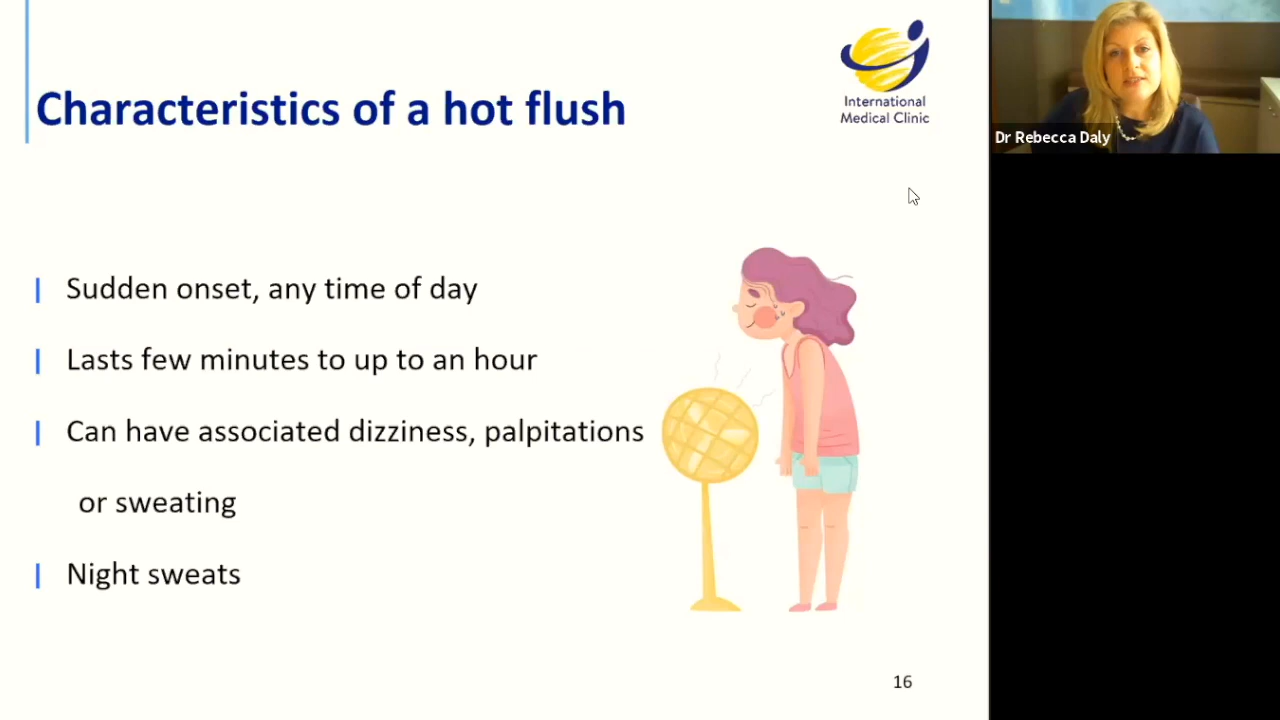 Characteristics of a hot flush
International
Medical Clinic
Dr Rebecca Daly
Sudden onset, any time of day
Lasts few minutes to up to an hour
Can have associated dizziness, palpitations
or sweating
Night sweats
16